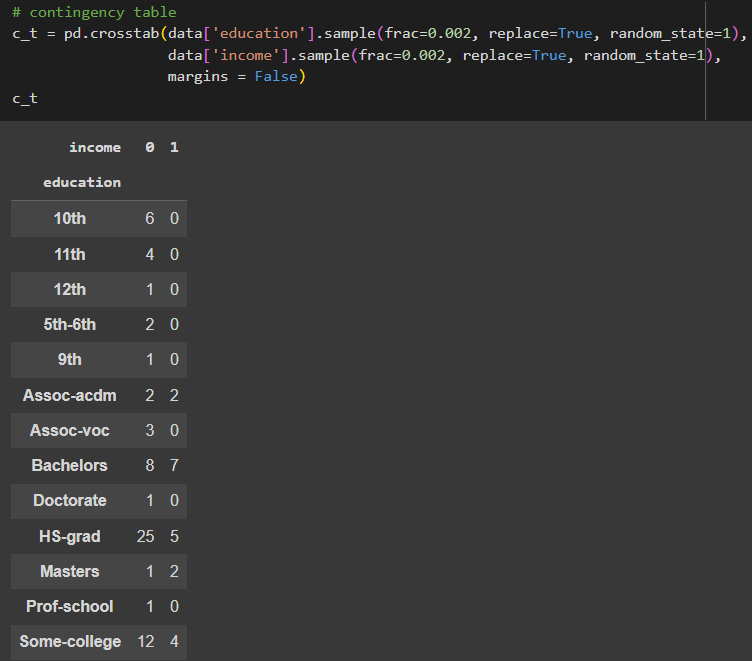 # contingency table
c_t = pd.crosstab(data['education'].sample(frac=0.002, replace=True, random_state=1),
data['income'].sample(frac=0.002, replace=True, random_state=1),
margins = False)
c_t
income 0 1
education
10th 6 0
11th 4 0
12th 1 0
5th-6th 2 0
9th 1 0
Assoc-acdm 2 2
Assoc-voc 3 0
Bachelors 8 7
Doctorate 1 0
HS-grad 25 5
Masters 1 2
Prof-school 1 0
Some-college 12 4